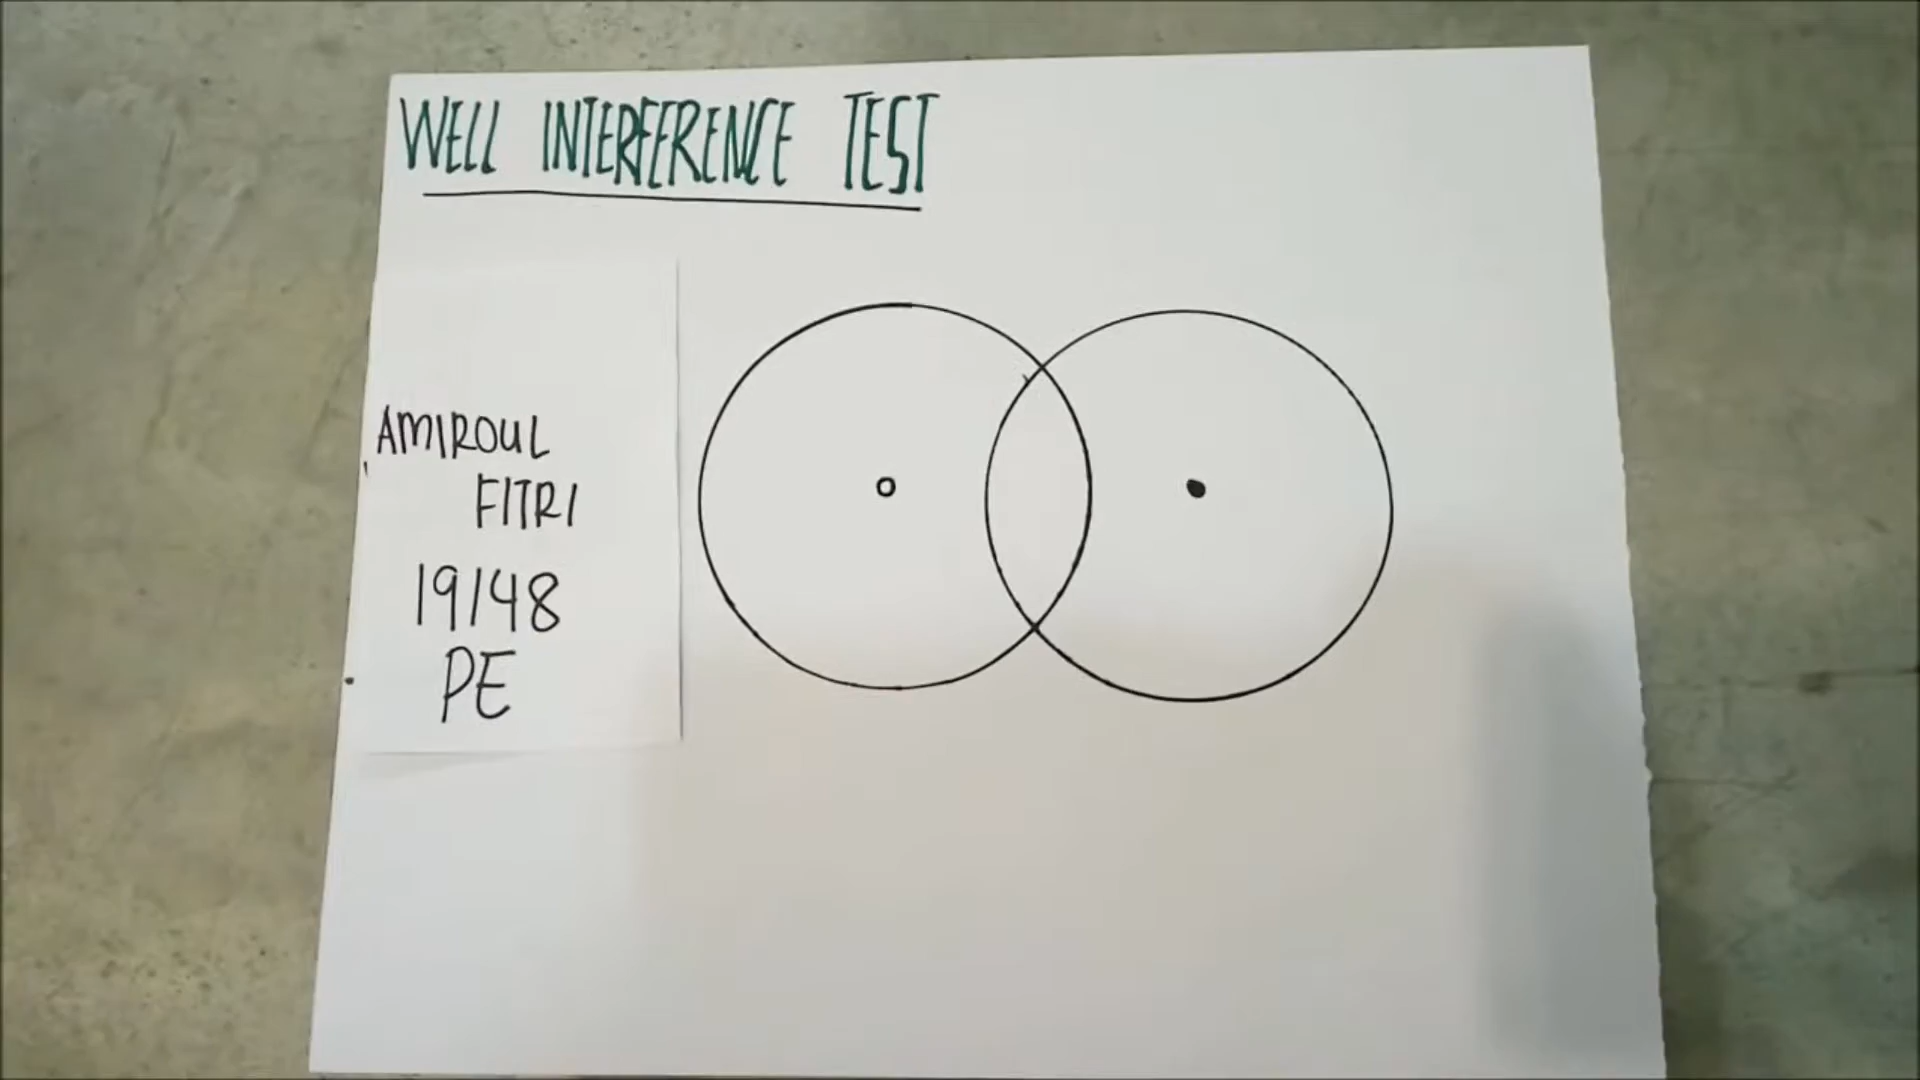 WELL INTERFERENCE TEST
AMIROUL
FITRI
19148
PE